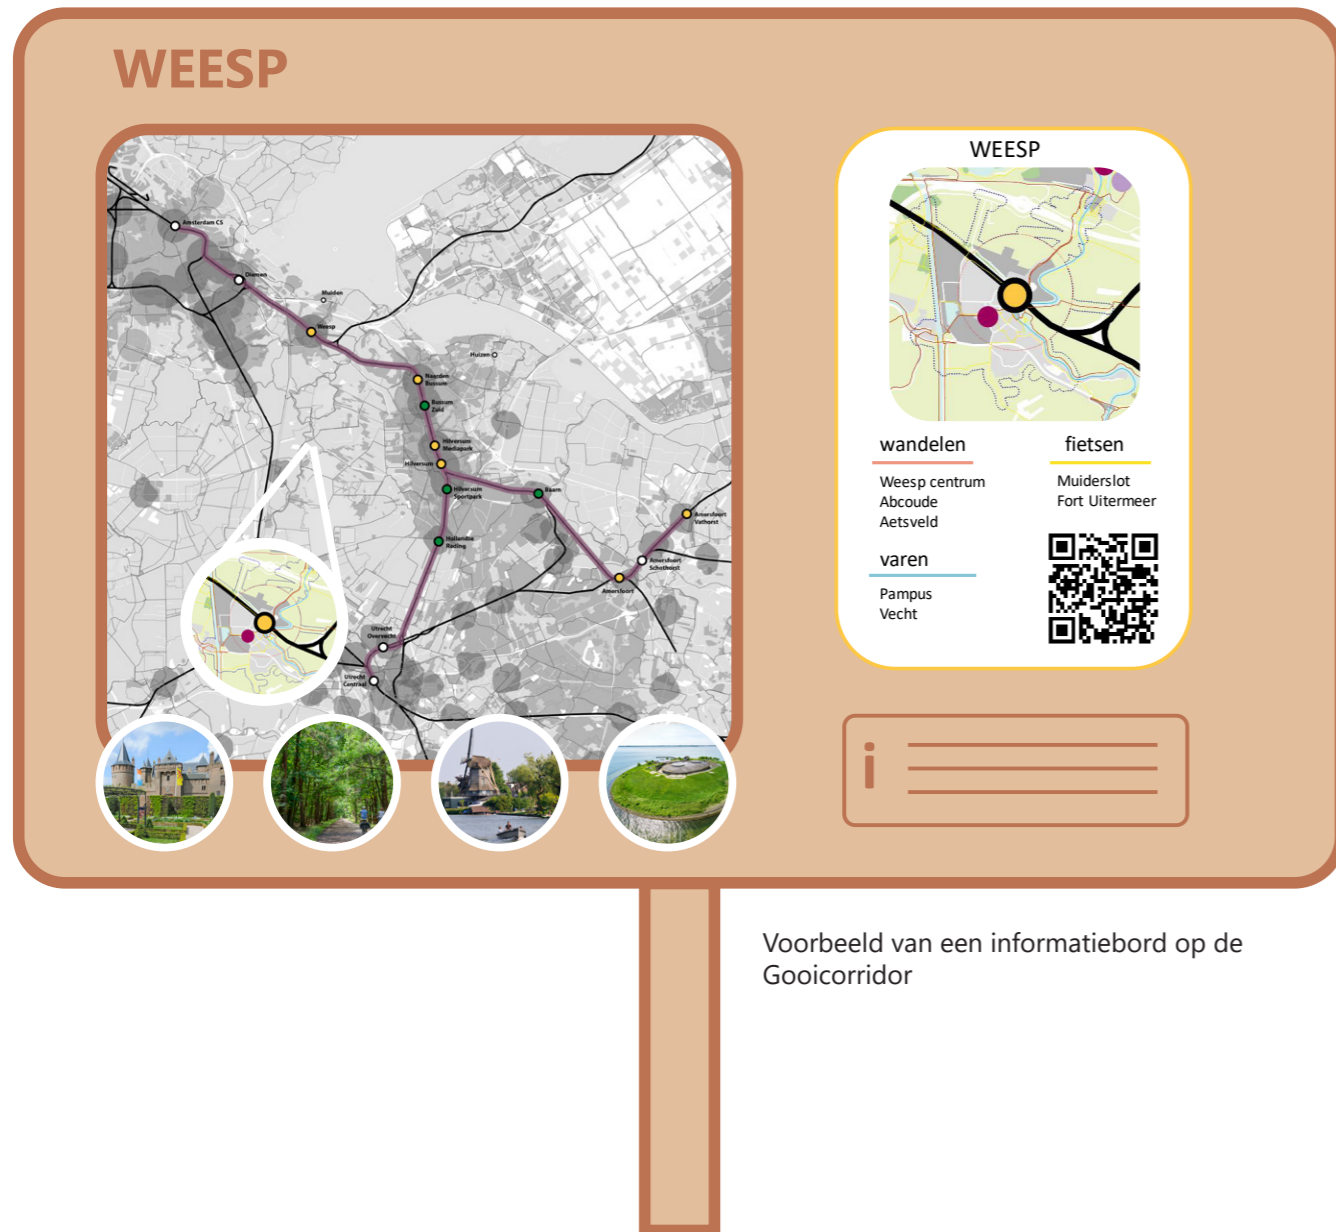 WEESP
Amsterdam CS
Diemen
Muiden
Weesp
Huizen
Naarden
Bussum
Bussum
Zuid
Hilversum
Mediapark
Hilversum
Hilversum
Sportpark
Baarn
Hollandse
Rading
Amersfoort
Vathorst
Amersfoort
Schothorst
Amersfoort
Utrecht
Overvecht
Utrecht
Centraal
WEESP
wandelen
Weesp centrum
Abcoude
Aetsveld
fietsen
Muiderslot
Fort Uitermeer
varen
Pampus
Vecht
i
Voorbeeld van een informatiebord op de
Gooicorridor